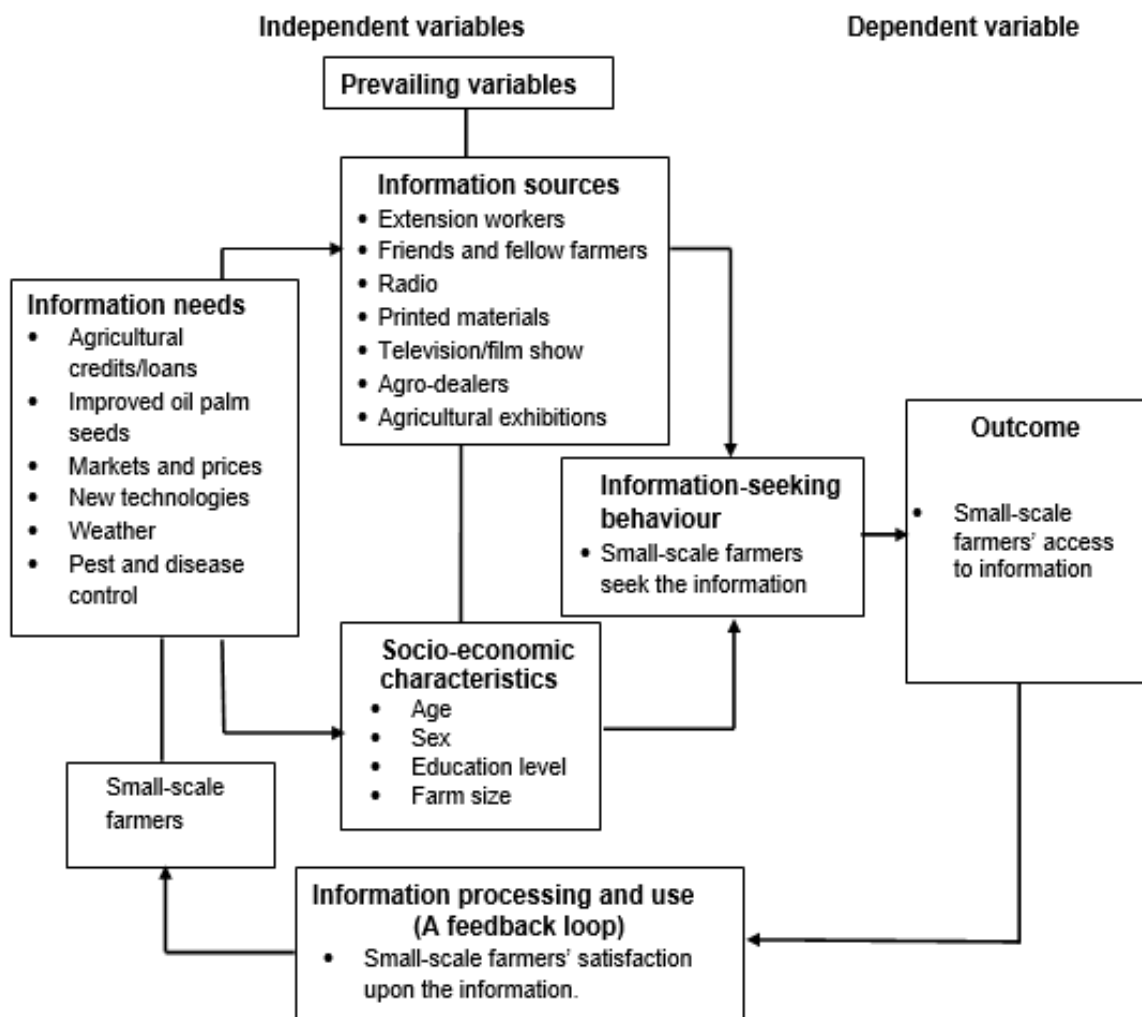 Independent variables
Dependent variable
Prevailing variables
Information sources
• Extension workers
• Friends and fellow farmers
• Radio
• Printed materials
• Television/film show
• Agro-dealers
• Agricultural exhibitions
Information needs
• Agricultural
credits/loans
• Improved oil palm
seeds
• Markets and prices
• New technologies
• Weather
• Pest and disease
control
Information-seeking
behaviour
• Small-scale farmers
seek the information
Outcome
• Small-scale
farmers’ access
to information
Socio-economic
characteristics
• Age
• Sex
• Education level
• Farm size
Small-scale
farmers
Information processing and use
(A feedback loop)
• Small-scale farmers’ satisfaction
upon the information.